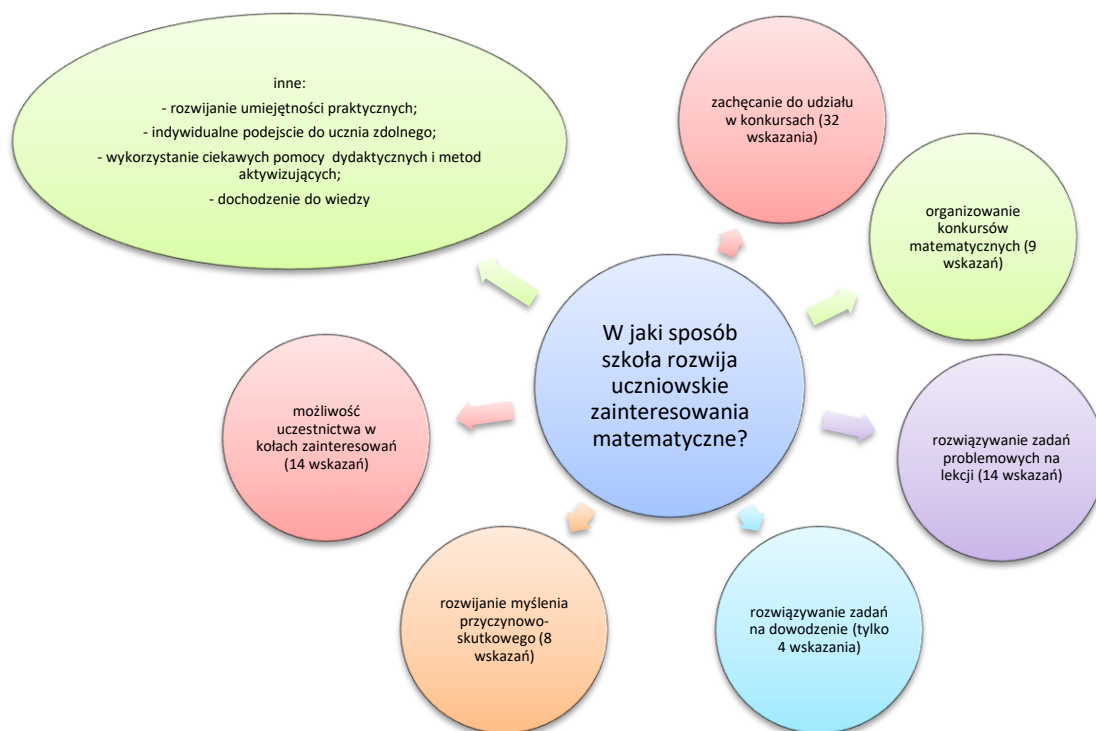 inne:
- rozwijanie umiejętności praktycznych;
- indywidualne podejscie do ucznia zdolnego;
- wykorzystanie ciekawych pomocy dydaktycznych i metod
aktywizujących;
- dochodzenie do wiedzy
zachęcanie do udziału
w konkursach (32
wskazania)
organizowanie
konkursów
matematycznych (9
wskazań)
W jaki sposób
szkoła rozwija
uczniowskie
zainteresowania
matematyczne?
możliwość
uczestnictwa w
kołach zainteresowań
(14 wskazań)
rozwiązywanie zadań
problemowych na
lekcji (14 wskazań)
rozwijanie myślenia
przyczynowo-
skutkowego (8
wskazań)
rozwiązywanie zadań
na dowodzenie (tylko
4 wskazania)